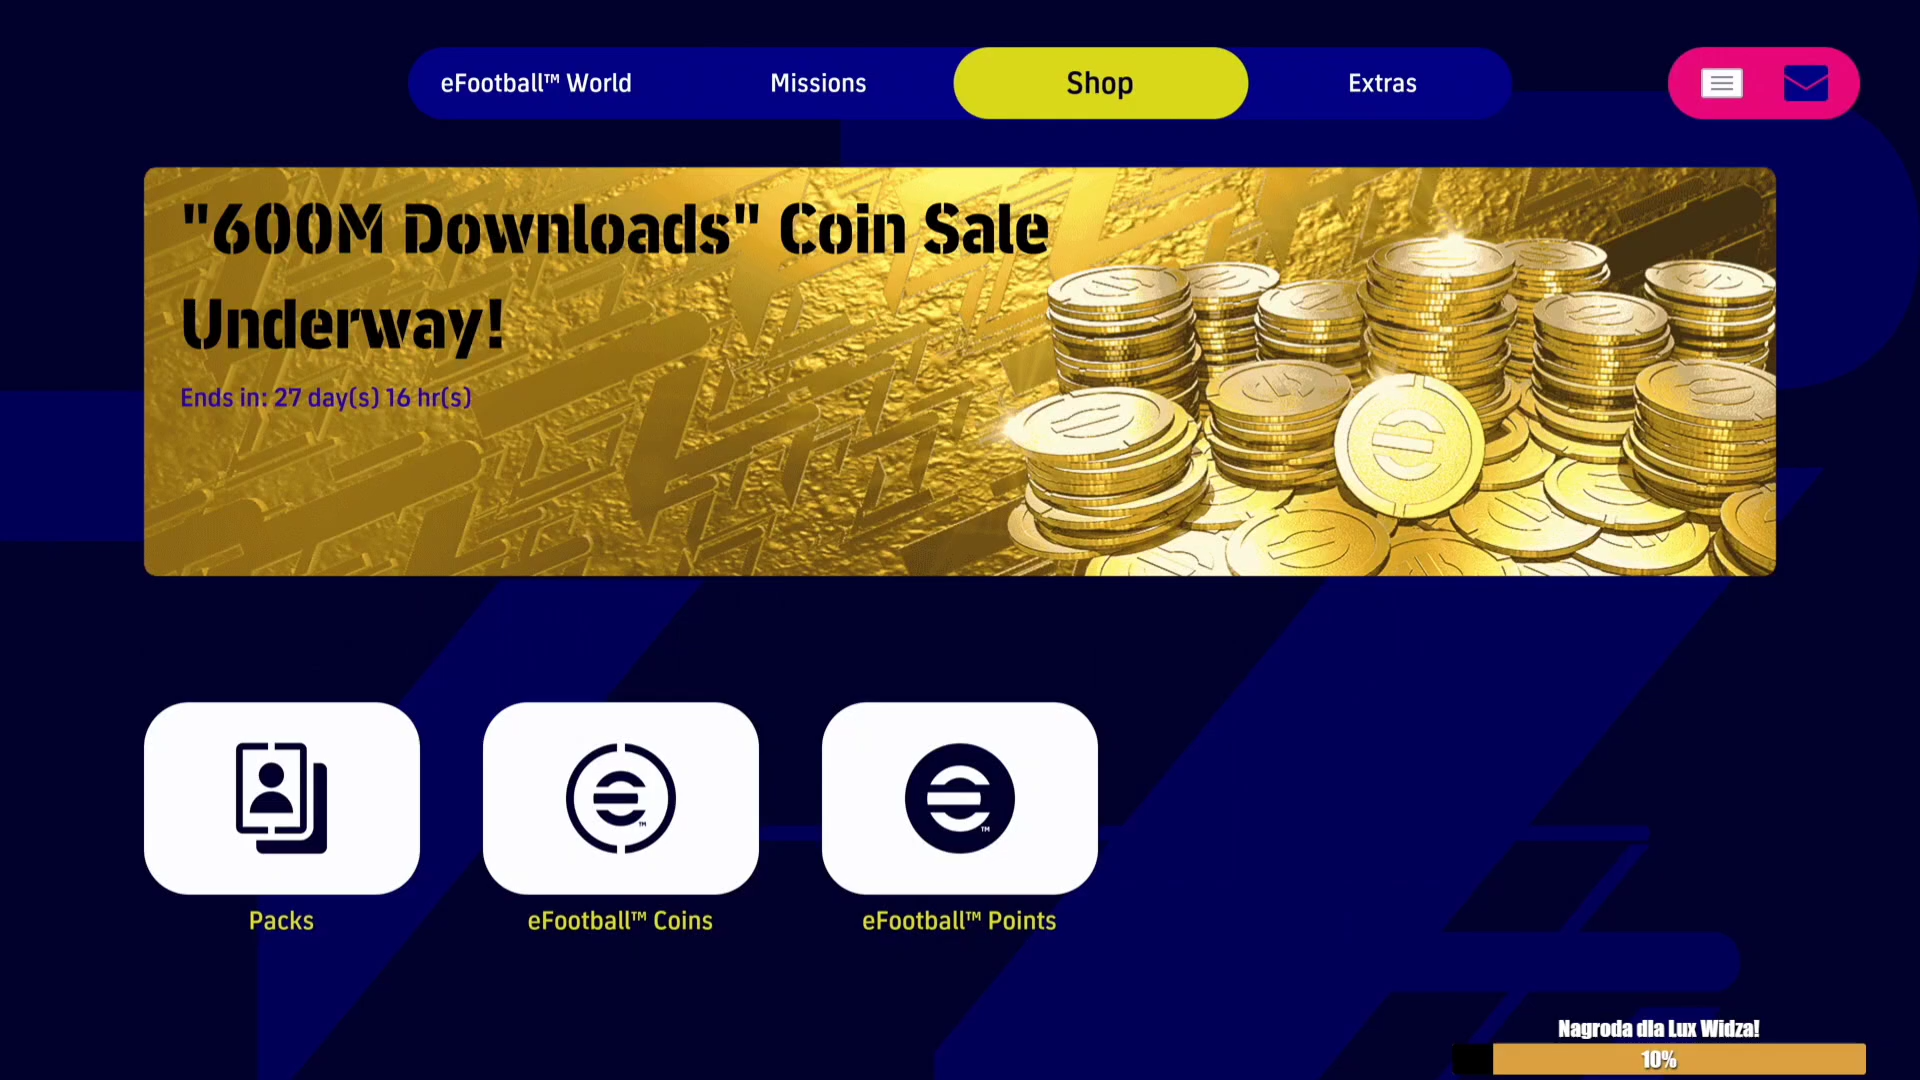 eFootball™ World
Missions
Shop
Extras
"600M Downloads" Coin Sale
Underway!
Ends in: 27 day(s) 16 hr(s)
Packs
eFootball™ Coins
eFootball™ Points
Nagroda dla Lux Widza!
10%